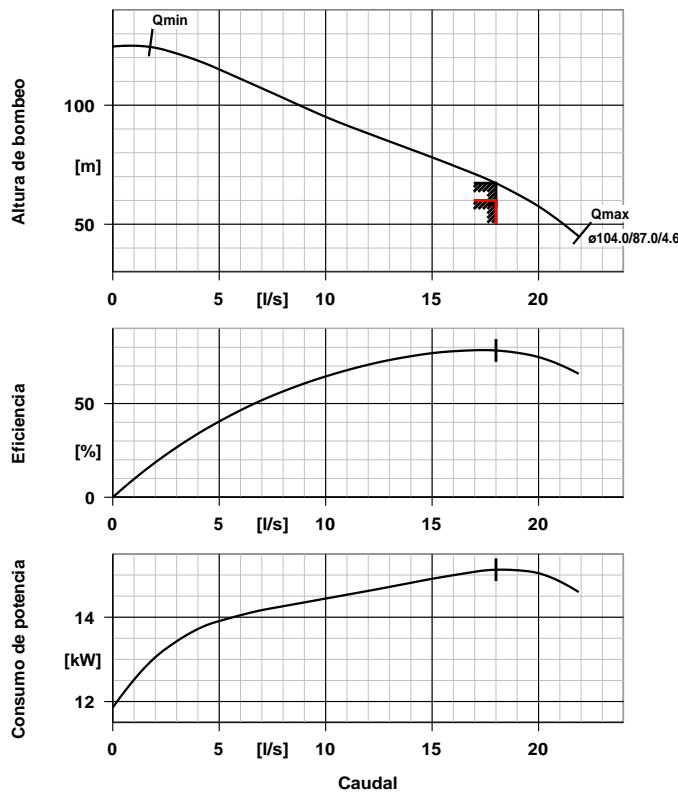 Qmin
Altura de bombeo
100
[m]
50
Qmax
ø104.0/87.0/4.6
0 5 [l/s] 10 15 20
Eficiencia
50
[%]
0
0 5 [l/s] 10 15 20
Consumo de potencia
14
[kW]
12
0 5 [l/s] 10 15 20
Caudal